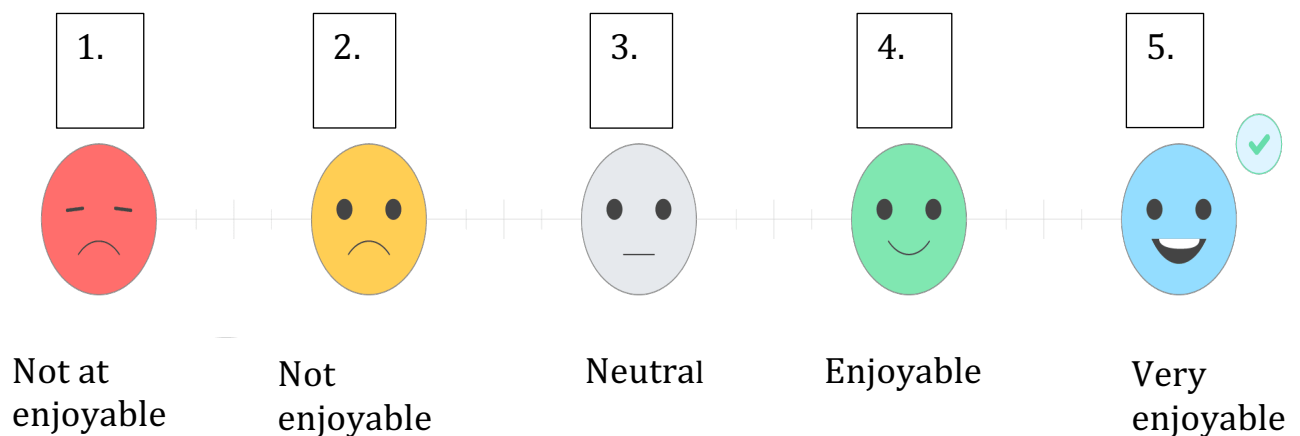 1.
2.
3.
4.
5.
Not at
enjoyable
Not
enjoyable
Neutral
Enjoyable
Very
enjoyable